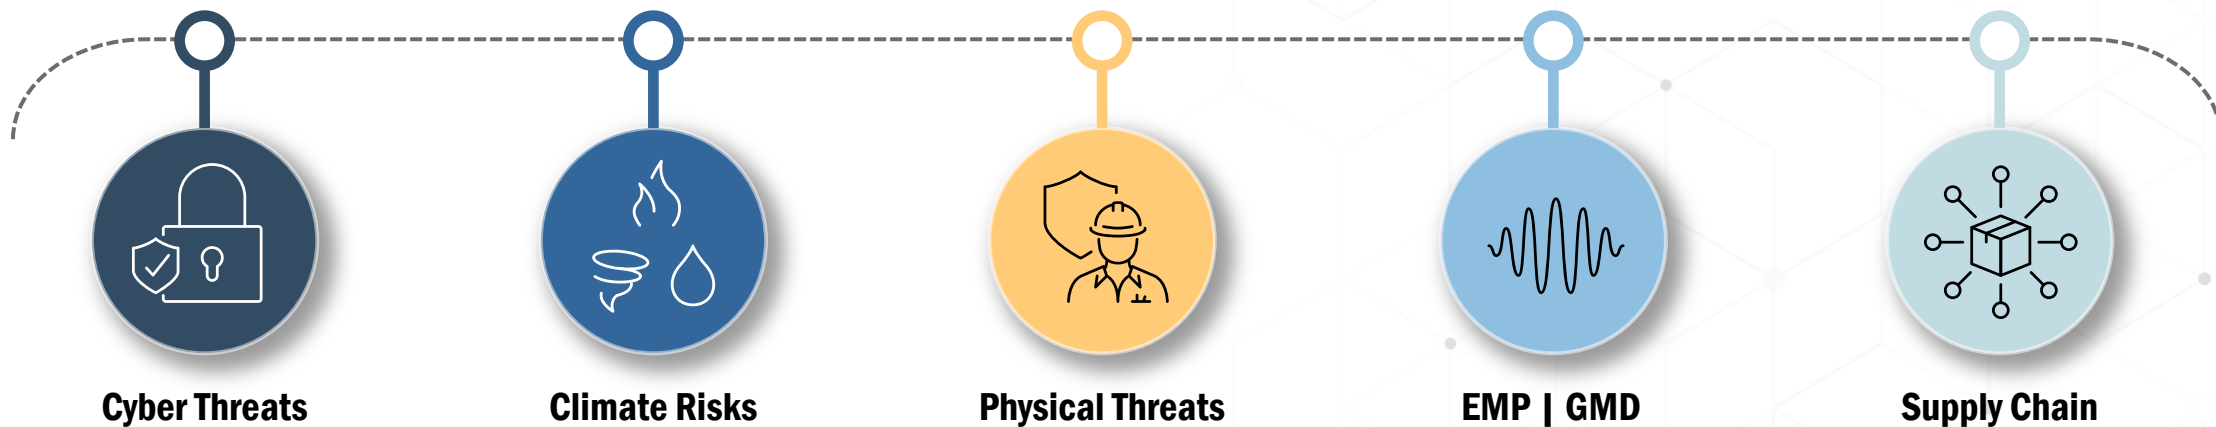 Cyber Threats
Climate Risks
Physical Threats
EMP | GMD
Supply Chain